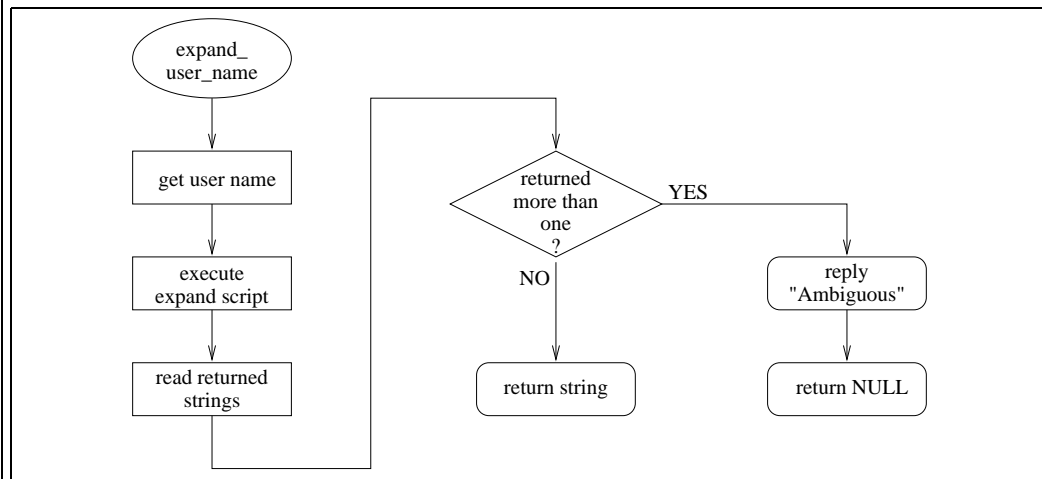 expand_
user_name
get user name
execute
expand script
read returned
strings
returned
more than
one
?
YES
NO
reply
"Ambiguous"
return string
return NULL